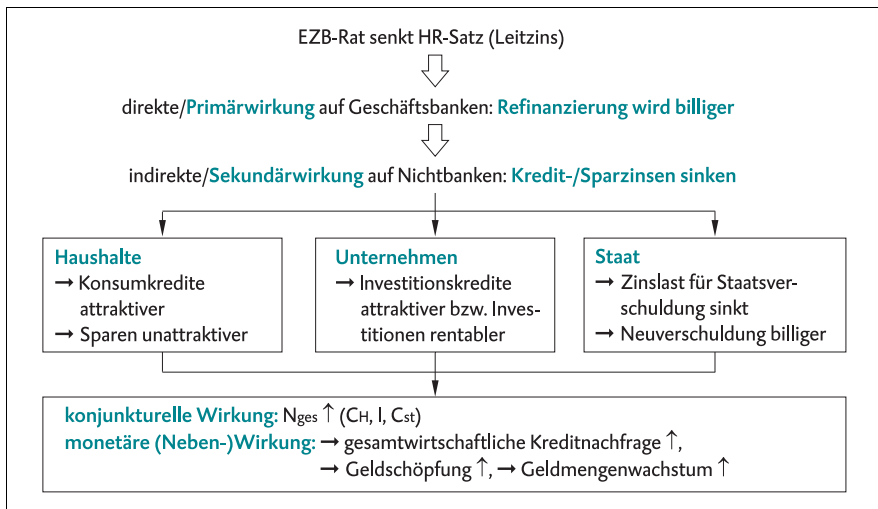 EZB-Rat senkt HR-Satz (Leitzins)
direkte/Primärwirkung auf Geschäftsbanken: Refinanzierung wird billiger
indirekte/Sekundärwirkung auf Nichtbanken: Kredit-/Sparzinsen sinken
Haushalte
→ Konsumkredite
attraktiver
→ Sparen unattraktiver
Unternehmen
→ Investitionskredite
attraktiver bzw. Inves-
titionen rentabler
Staat
→ Zinslast für Staatsver-
schuldung sinkt
→ Neuverschuldung billiger
konjunkturelle Wirkung: Nges ↑ (CH, I, Cst)
monetäre (Neben-)Wirkung: → gesamtwirtschaftliche Kreditnachfrage ↑,
→ Geldschöpfung ↑, → Geldmengenwachstum ↑